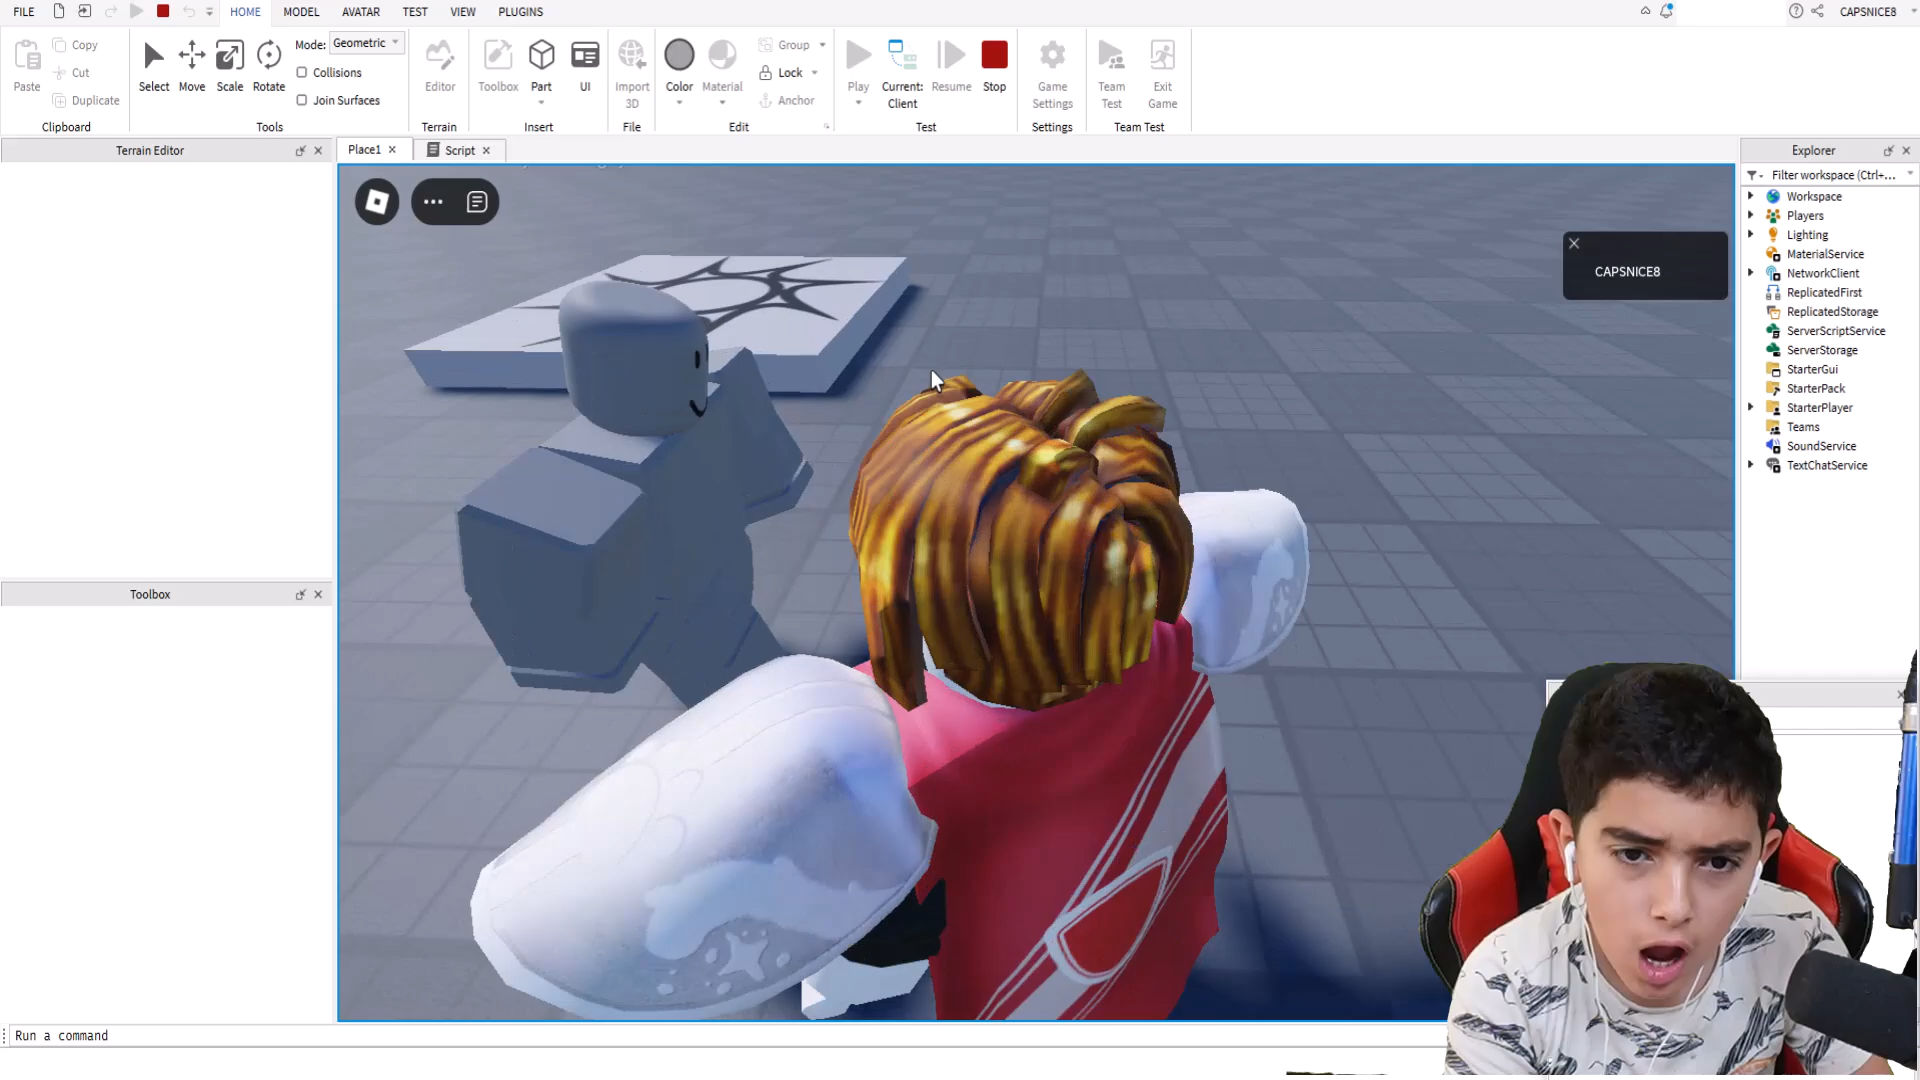 FILE HOME MODEL AVATAR TEST VIEW PLUGINS CAPSNICE8
Paste
Copy
Cut
Duplicate
Clipboard
Select Move Scale Rotate
Mode: Geometric
Collisions
Join Surfaces
Tools
Editor
Terrain
Toolbox Part UI
Insert
Import
3D
File
Color Material
Group
Lock
Anchor
Edit
Play
Current:
Client
Resume Stop
Test
Game
Settings
Settings
Team
Test
Exit
Game
Team Test
Terrain Editor
Place1
Script
Explorer
Filter workspace (Ctrl+...
Workspace
Players
Lighting
MaterialService
NetworkClient
ReplicatedFirst
ReplicatedStorage
ServerScriptService
ServerStorage
StarterGui
StarterPack
StarterPlayer
Teams
SoundService
TextChatService
CAPSNICE8
Toolbox
Run a command